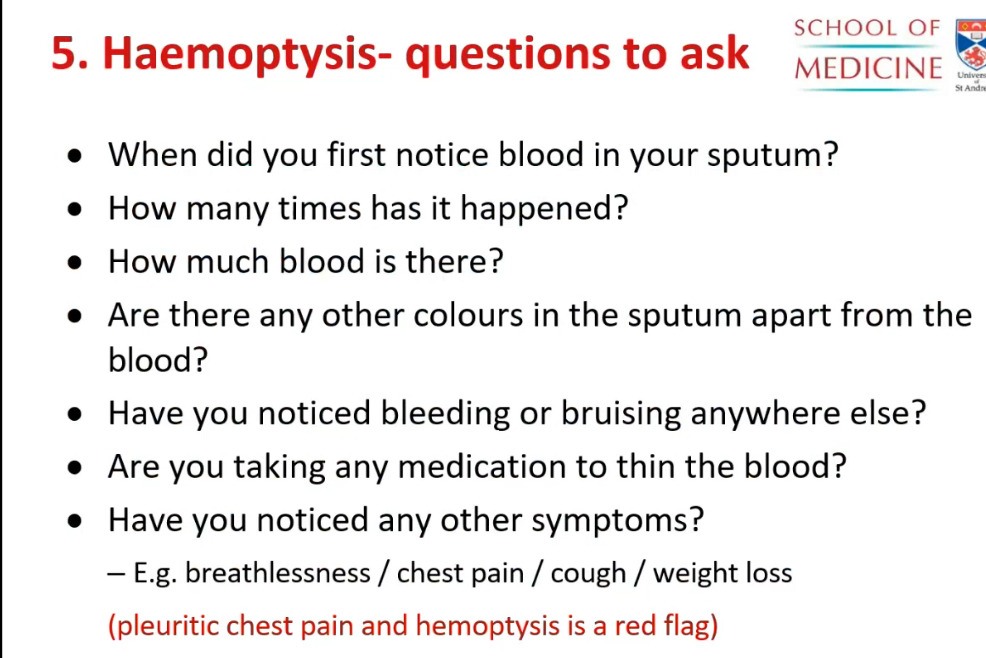 5. Haemoptysis- questions to ask
SCHOOL OF
MEDICINE
of
● When did you first notice blood in your sputum?
● How many times has it happened?
● How much blood is there?
● Are there any other colours in the sputum apart from the
blood?
● Have you noticed bleeding or bruising anywhere else?
● Are you taking any medication to thin the blood?
● Have you noticed any other symptoms?
– E.g. breathlessness / chest pain / cough / weight loss
(pleuritic chest pain and hemoptysis is a red flag)